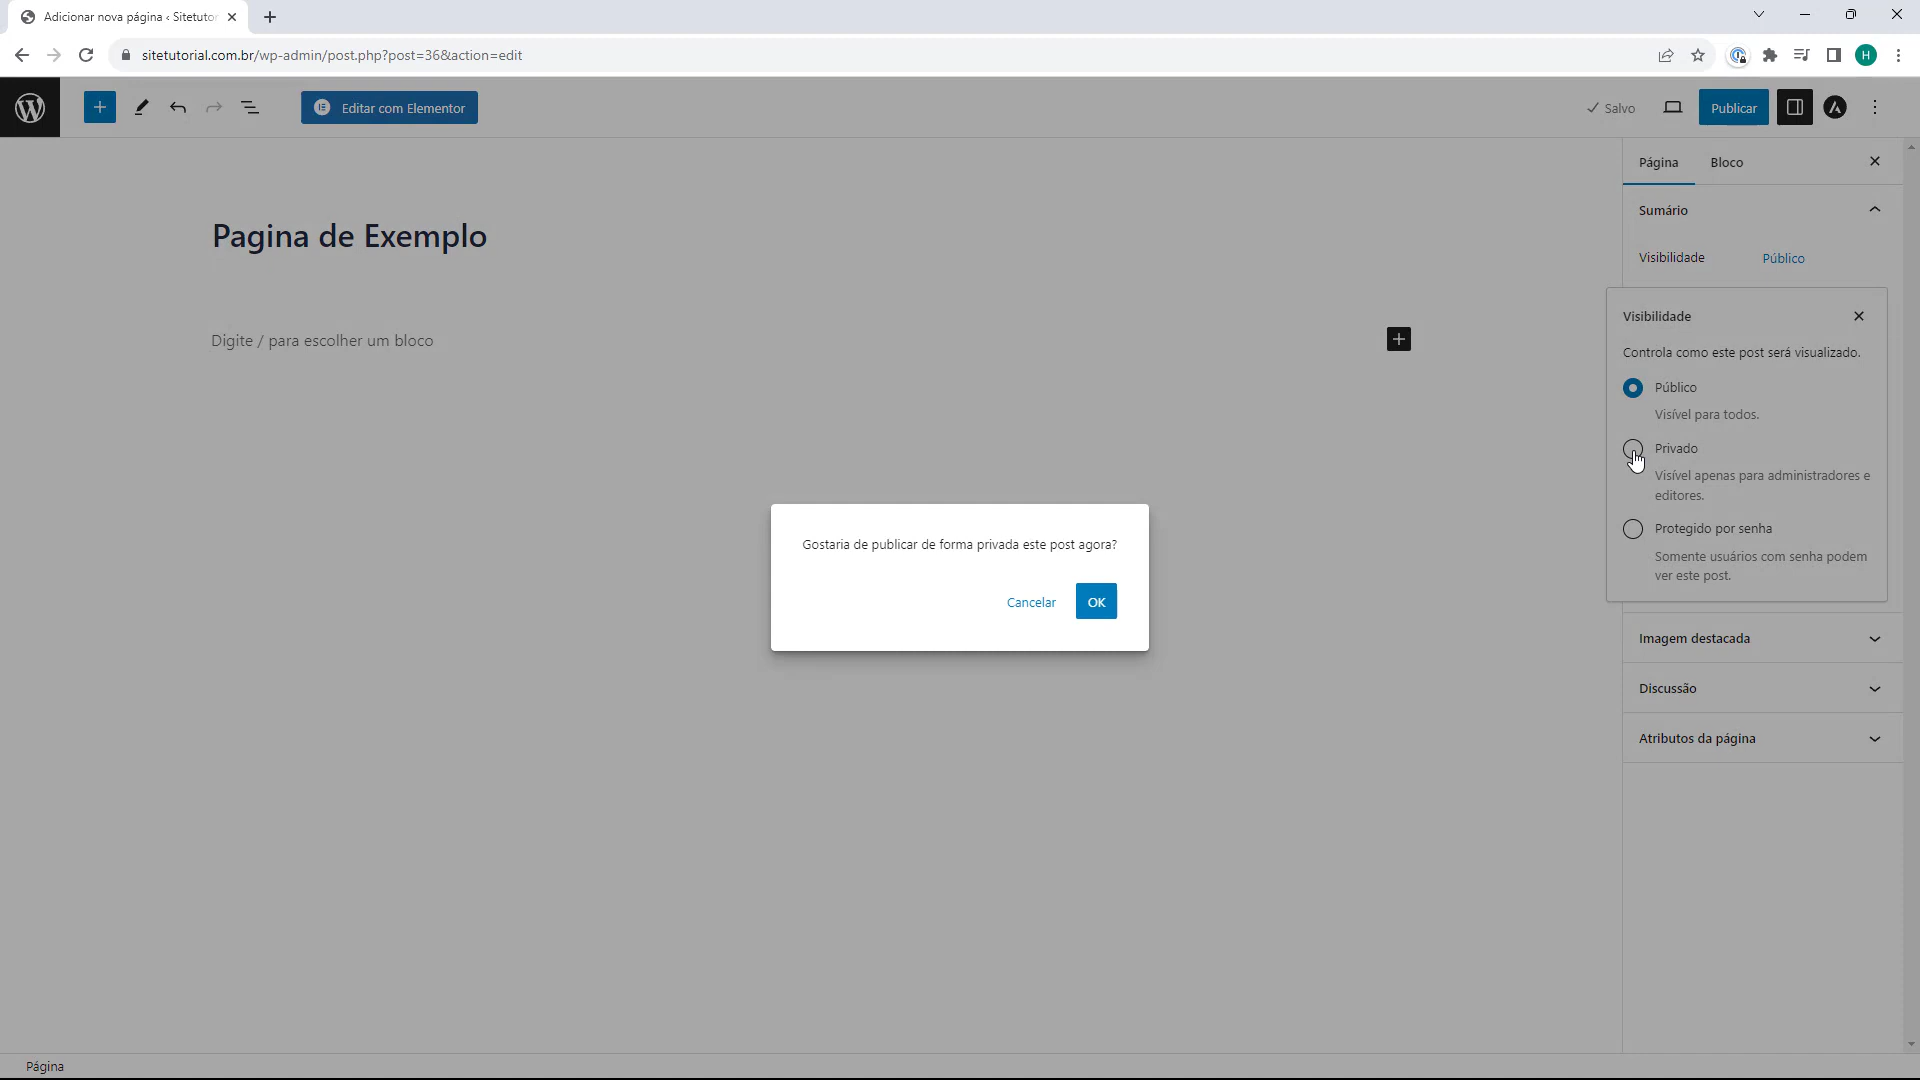 Adicionar nova página ‹ Sitetutor
sitetutorial.com.br/wp-admin/post.php?post=36&action=edit
H
Editar com Elementor
Salvo
Publicar
Página
Bloco
Sumário
Visibilidade
Público
Pagina de Exemplo
Digite / para escolher um bloco
Visibilidade
Controla como este post será visualizado.
Público
Visível para todos.
Privado
Visível apenas para administradores e
editores.
Protegido por senha
Somente usuários com senha podem
ver este post.
Gostaria de publicar de forma privada este post agora?
Cancelar
OK
Imagem destacada
Discussão
Atributos da página
Página